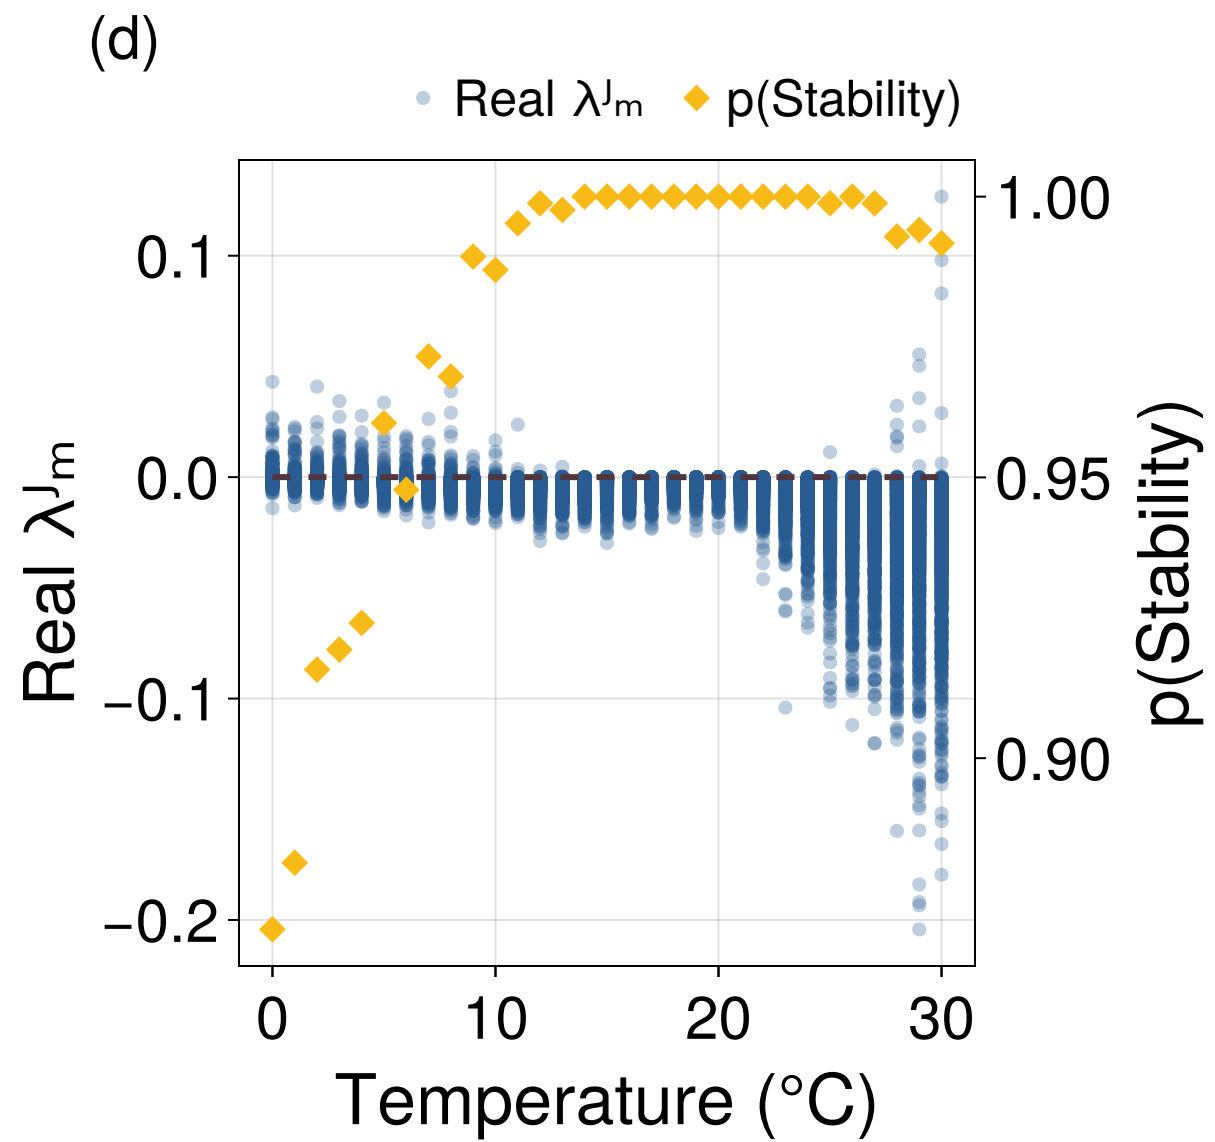 (d)
Real λᴶₘ p(Stability)
0.1
0.0
−0.1
−0.2
Real λᴶₘ
1.00
0.95
0.90
p(Stability)
0 10 20 30
Temperature (°C)